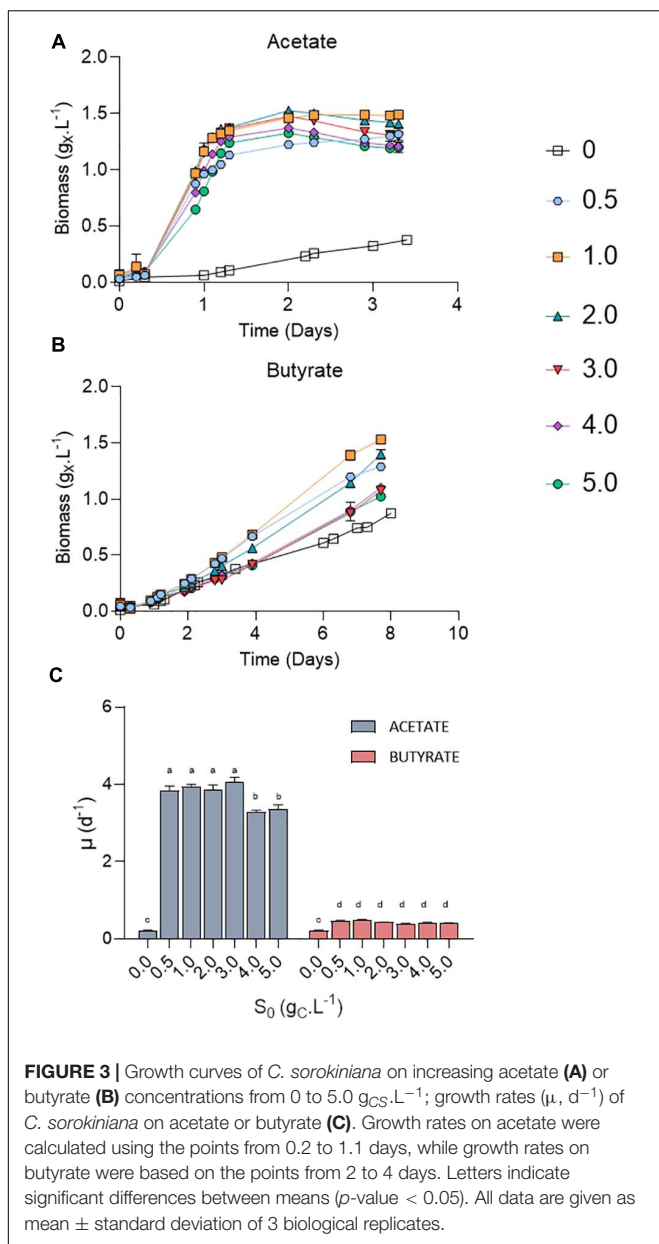 A
Acetate
2.0
1.5
1.0
0.5
0.0
Biomass (gX.L-1)
0 1 2 3 4
Time (Days)
0
0.5
1.0
2.0
3.0
4.0
5.0
B
Butyrate
2.0
1.5
1.0
0.5
0.0
Biomass (gX.L-1)
0 2 4 6 8 10
Time (Days)
C
6
4
2
0
μ (d-1)
ACETATE
BUTYRATE
c a a a a b b c d d d d d d
0.0 0.5 1.0 2.0 3.0 4.0 5.0 0.0 0.5 1.0 2.0 3.0 4.0 5.0
S0 (gC.L-1)
FIGURE 3 | Growth curves of C. sorokiniana on increasing acetate (A) or
butyrate (B) concentrations from 0 to 5.0 gCS.L−1; growth rates (μ, d−1) of
C. sorokiniana on acetate or butyrate (C). Growth rates on acetate were
calculated using the points from 0.2 to 1.1 days, while growth rates on
butyrate were based on the points from 2 to 4 days. Letters indicate
significant differences between means (p-value < 0.05). All data are given as
mean ± standard deviation of 3 biological replicates.